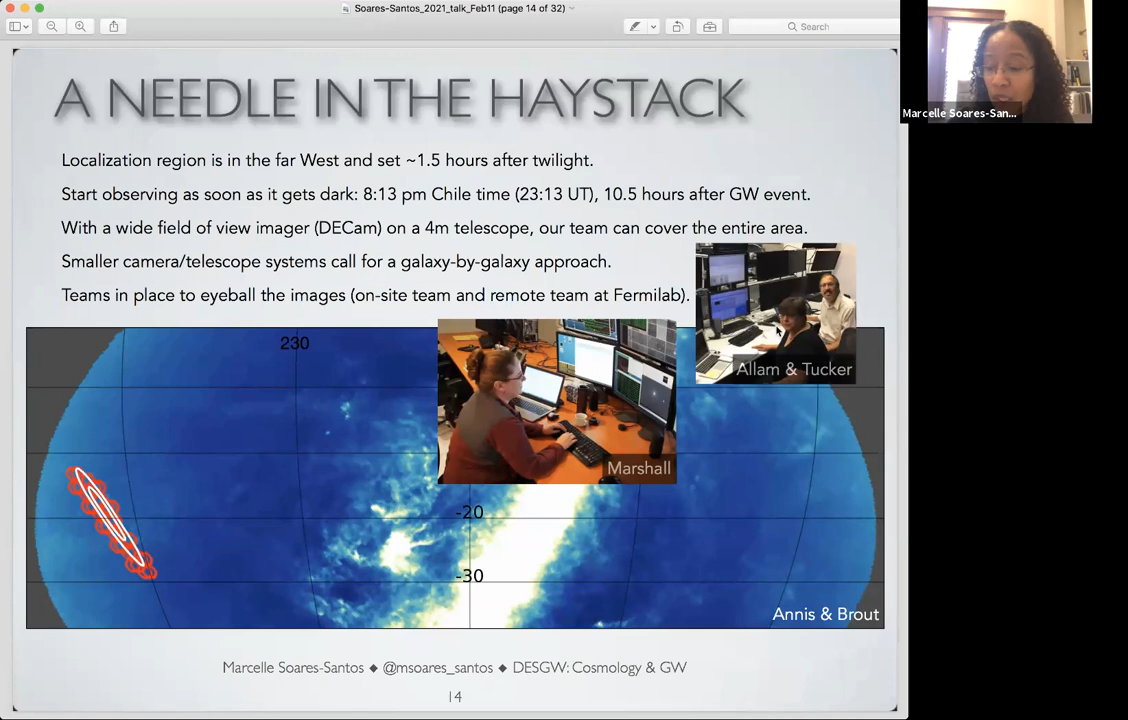 Soares-Santos_2021_talk_Feb11 (page 14 of 32)
Search
A NEEDLE IN THE HAYSTACK
Localization region is in the far West and set ~1.5 hours after twilight.
Start observing as soon as it gets dark: 8:13 pm Chile time (23:13 UT), 10.5 hours after GW event.
With a wide field of view imager (DECam) on a 4m telescope, our team can cover the entire area.
Smaller camera/telescope systems call for a galaxy-by-galaxy approach.
Teams in place to eyeball the images (on-site team and remote team at Fermilab).
Allam & Tucker
230
Marshall
-20
-30
Annis & Brout
Marcelle Soares-Santos ◆ @msoares_santos ◆ DESGW: Cosmology & GW
14
Marcelle Soares-San...